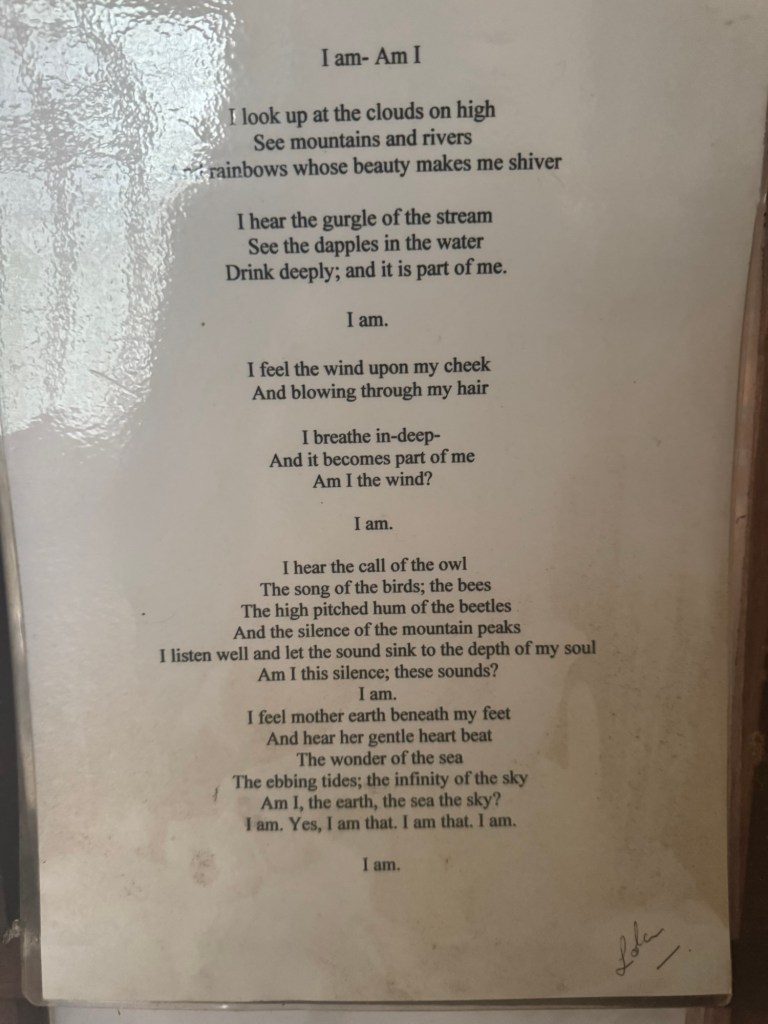 I am- Am I
I look up at the clouds on high
See mountains and rivers
And rainbows whose beauty makes me shiver
I hear the gurgle of the stream
See the dapples in the water
Drink deeply; and it is part of me.
I am.
I feel the wind upon my cheek
And blowing through my hair
I breathe in-deep-
And it becomes part of me
Am I the wind?
I am.
I hear the call of the owl
The song of the birds; the bees
The high pitched hum of the beetles
And the silence of the mountain peaks
I listen well and let the sound sink to the depth of my soul
Am I this silence; these sounds?
I am.
I feel mother earth beneath my feet
And hear her gentle heart beat
The wonder of the sea
The ebbing tides; the infinity of the sky
Am I, the earth, the sea the sky?
I am. Yes, I am that. I am that. I am.
I am.